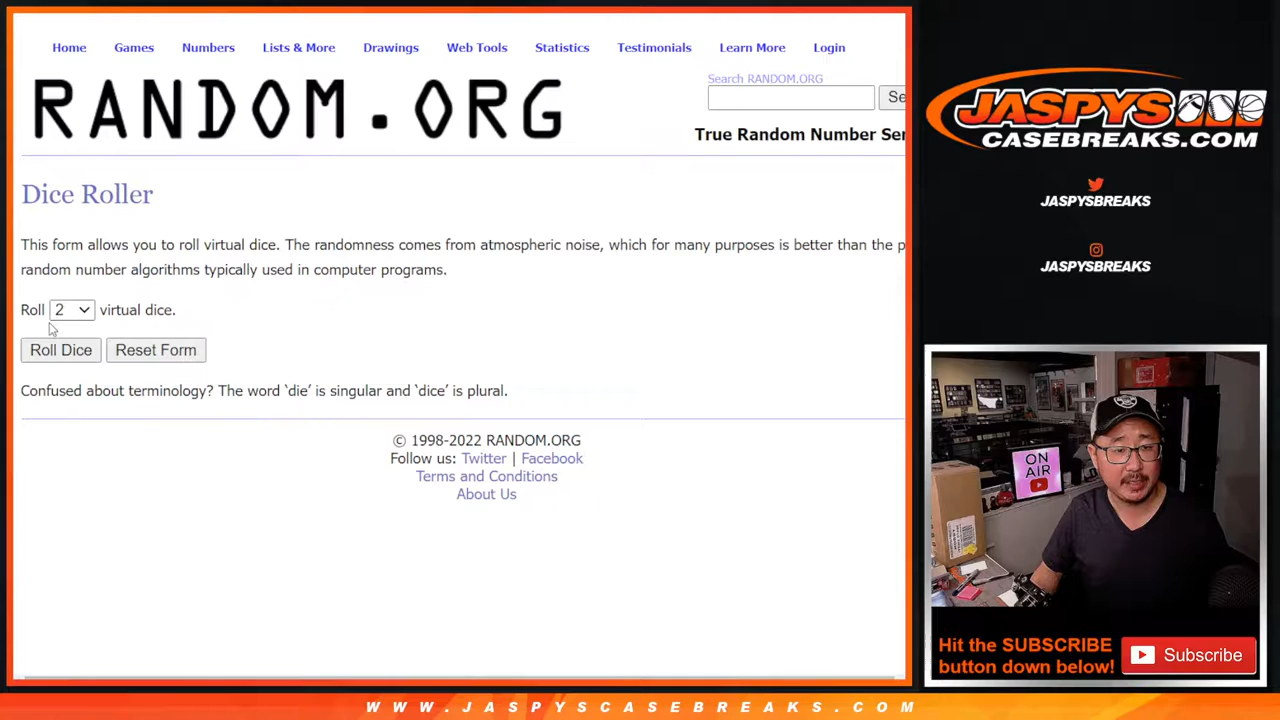 Home Games Numbers Lists & More Drawings Web Tools Statistics Testimonials Learn More Login
RANDOM.ORG
Search RANDOM.ORG
Se
True Random Number Ser
Dice Roller
This form allows you to roll virtual dice. The randomness comes from atmospheric noise, which for many purposes is better than the p
random number algorithms typically used in computer programs.
Roll 2 virtual dice.
Roll Dice Reset Form
Confused about terminology? The word ‘die’ is singular and ‘dice’ is plural.
© 1998-2022 RANDOM.ORG
Follow us: Twitter | Facebook
Terms and Conditions
About Us
JASPYS
CASEBREAKS.COM
JASPYSBREAKS
JASPYSBREAKS
ON
AIR
Hit the SUBSCRIBE
button down below!
Subscribe
WWW.JASPYSCASEBREAKS.COM